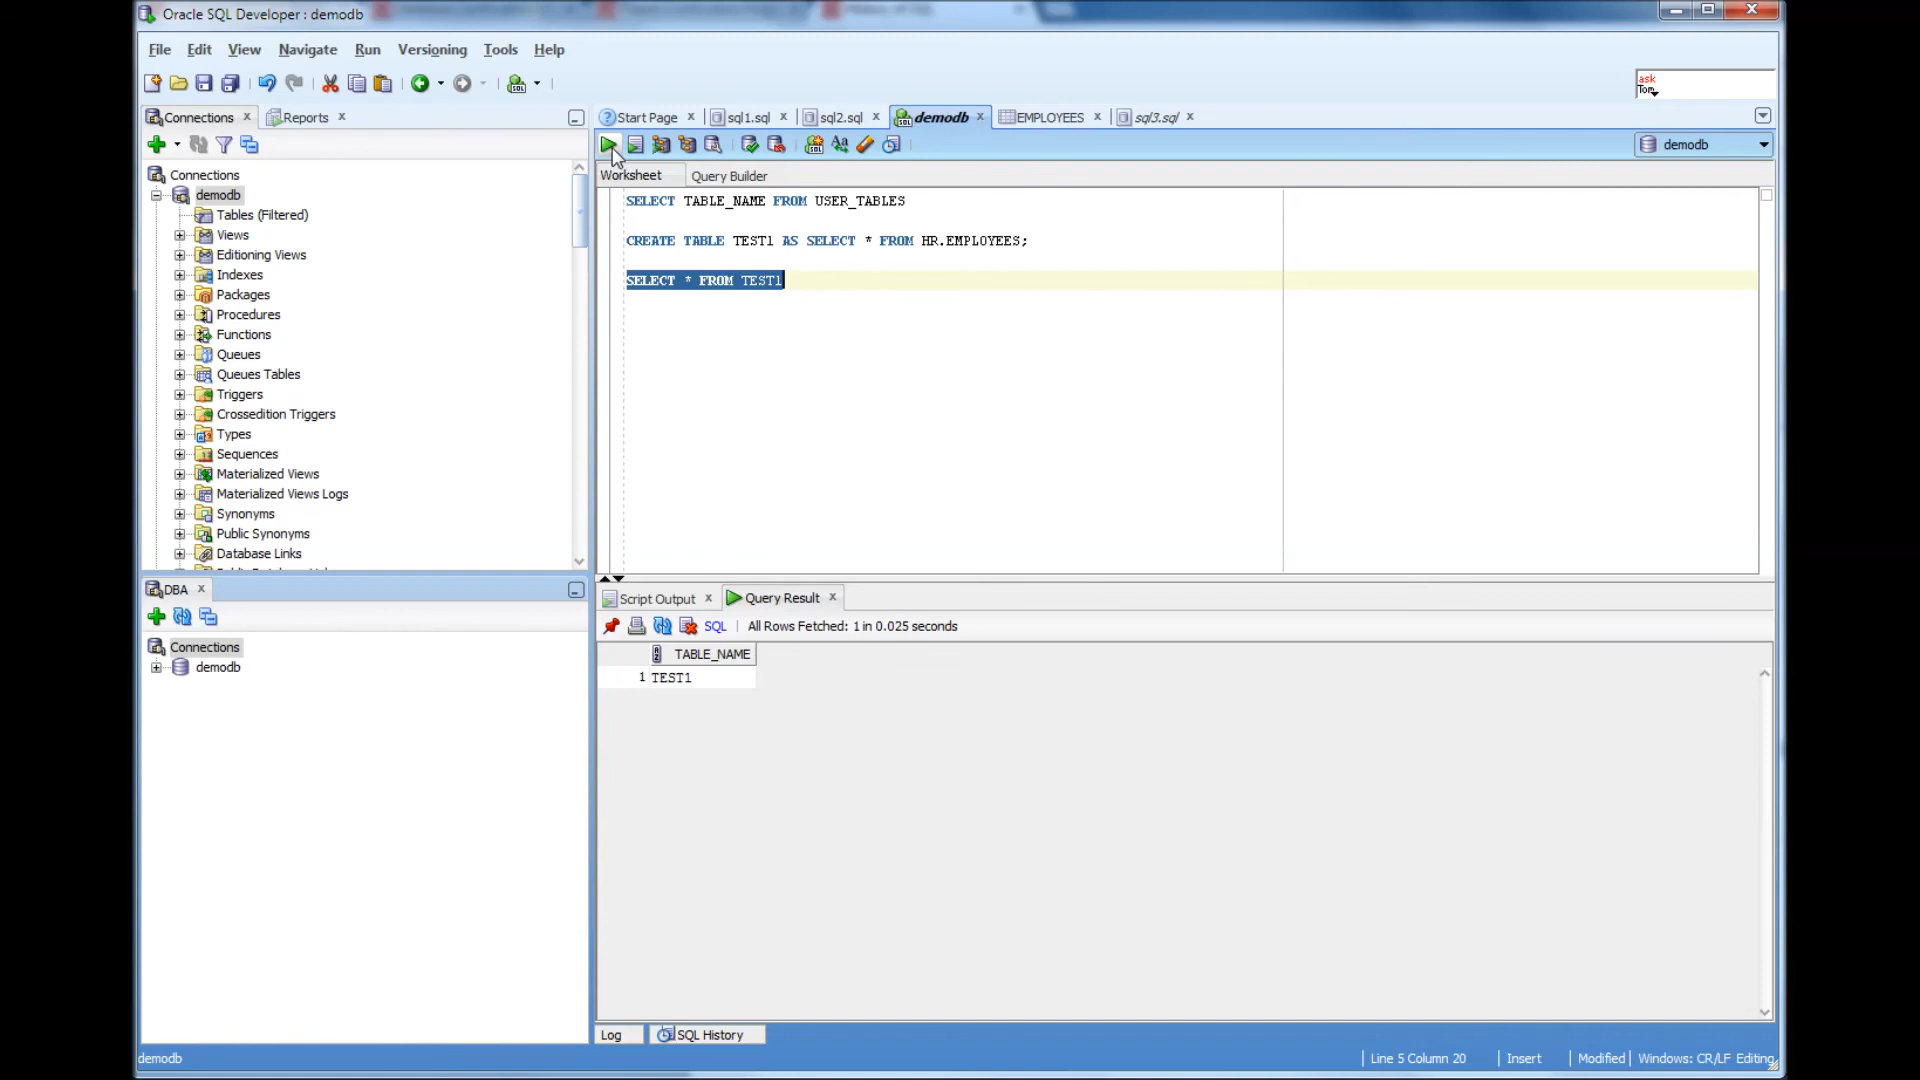 Oracle SQL Developer : demodb
File Edit View Navigate Run Versioning Tools Help
ask
Tom
Connections Reports
Start Page sql1.sql sql2.sql demodb EMPLOYEES sql3.sql
demodb
Worksheet Query Builder
Connections
demodb
Tables (Filtered)
Views
Editioning Views
Indexes
Packages
Procedures
Functions
Queues
Queues Tables
Triggers
Crossedition Triggers
Types
Sequences
Materialized Views
Materialized Views Logs
Synonyms
Public Synonyms
Database Links
SELECT TABLE_NAME FROM USER_TABLES
CREATE TABLE TEST1 AS SELECT * FROM HR.EMPLOYEES;
SELECT * FROM TEST1
DBA
Connections
demodb
Script Output Query Result
SQL All Rows Fetched: 1 in 0.025 seconds
TABLE_NAME
1 TEST1
Log SQL History
demodb Line 5 Column 20 Insert Modified Windows: CR/LF Editing